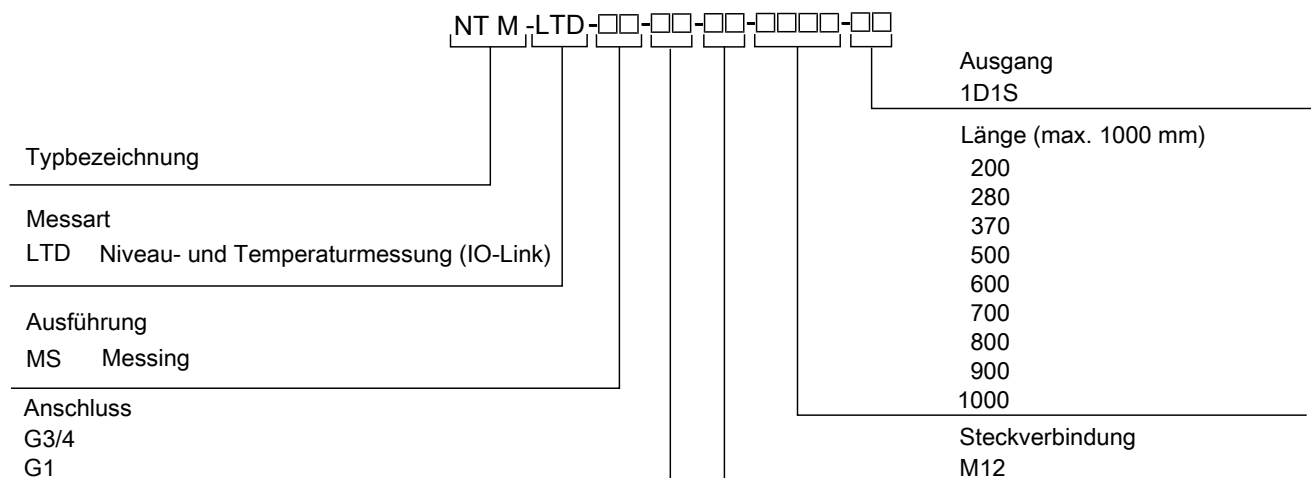 NT M -LTD-□□-□□-□□-□□□□-□□
Typbezeichnung
Messart
LTD Niveau- und Temperaturmessung (IO-Link)
Ausführung
MS Messing
Anschluss
G3/4
G1
Ausgang
1D1S
Länge (max. 1000 mm)
200
280
370
500
600
700
800
900
1000
Steckverbindung
M12